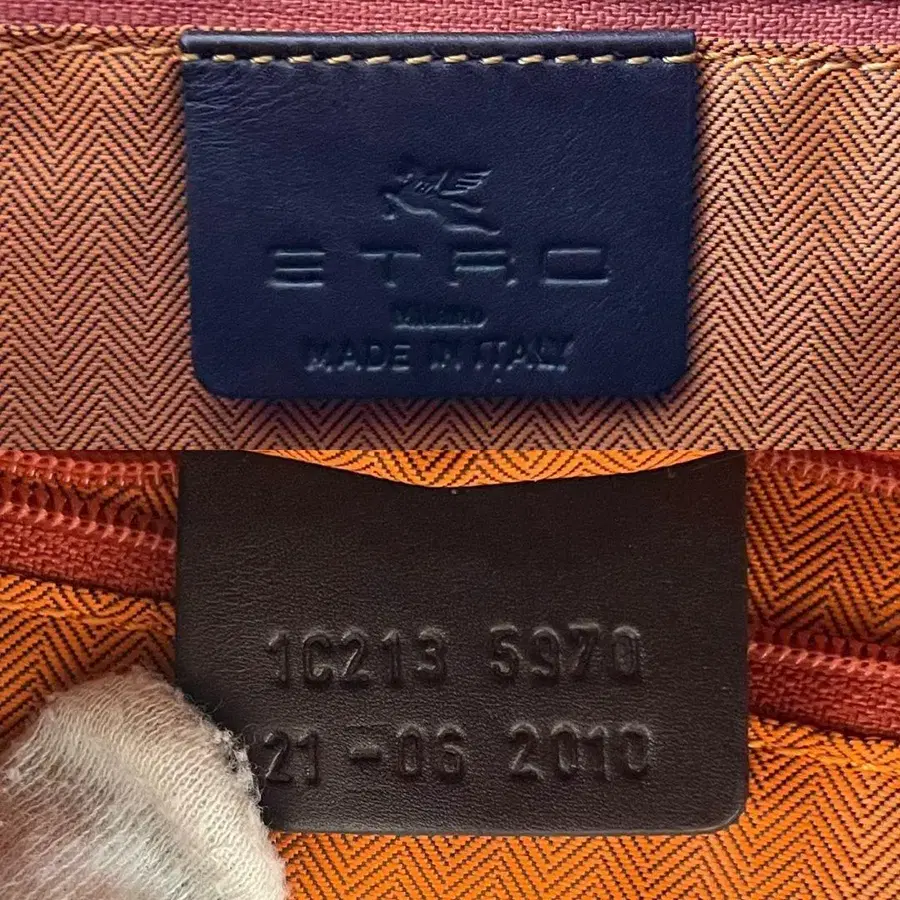 ETRO
MILANO
MADE IN ITALY
1C213 5970
21-06 2010